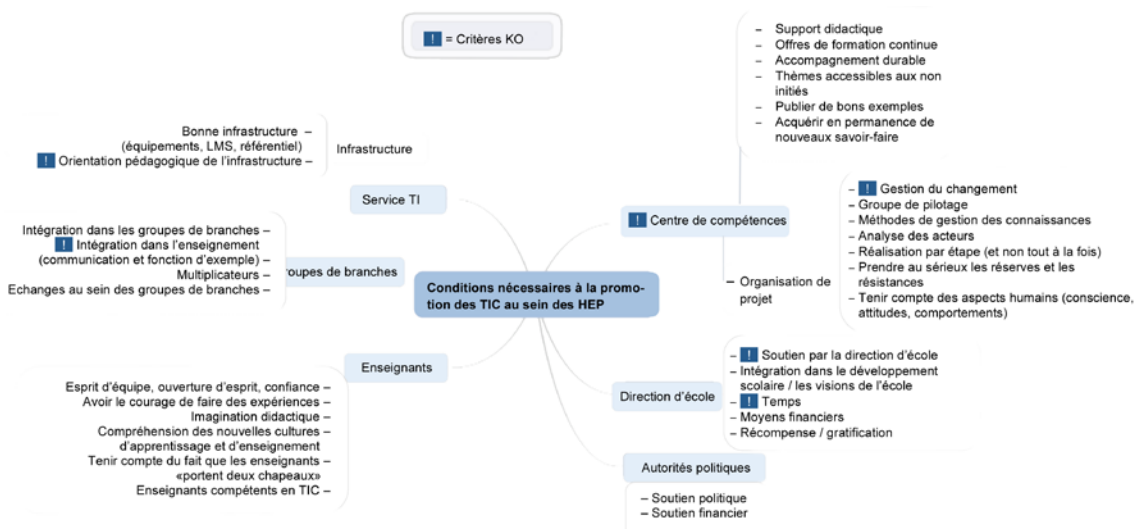 ! = Critères KO
– Support didactique
– Offres de formation continue
– Accompagnement durable
– Thèmes accessibles aux non
initiés
– Publier de bons exemples
– Acquérir en permanence de
nouveaux savoir-faire
Bonne infrastructure –
(équipements, LMS, référentiel)
! Orientation pédagogique de l'infrastructure –
Infrastructure
Service TI
! Centre de compétences
– Organisation de
projet
– ! Gestion du changement
– Groupe de pilotage
– Méthodes de gestion des connaissances
– Analyse des acteurs
– Réalisation par étape (et non tout à la fois)
– Prendre au sérieux les réserves et les
résistances
– Tenir compte des aspects humains (conscience,
attitudes, comportements)
Intégration dans les groupes de branches –
! Intégration dans l'enseignement
(communication et fonction d'exemple) –
Multiplicateurs –
Echanges au sein des groupes de branches –
roupes de branches
Conditions nécessaires à la promo-
tion des TIC au sein des HEP
Enseignants
Esprit d'équipe, ouverture d'esprit, confiance –
Avoir le courage de faire des expériences –
Imagination didactique –
Compréhension des nouvelles cultures –
d'apprentissage et d'enseignement
Tenir compte du fait que les enseignants –
«portent deux chapeaux»
Enseignants compétents en TIC –
Direction d'école
– ! Soutien par la direction d'école
– Intégration dans le développement
scolaire / les visions de l'école
– ! Temps
– Moyens financiers
– Récompense / gratification
Autorités politiques
– Soutien politique
– Soutien financier